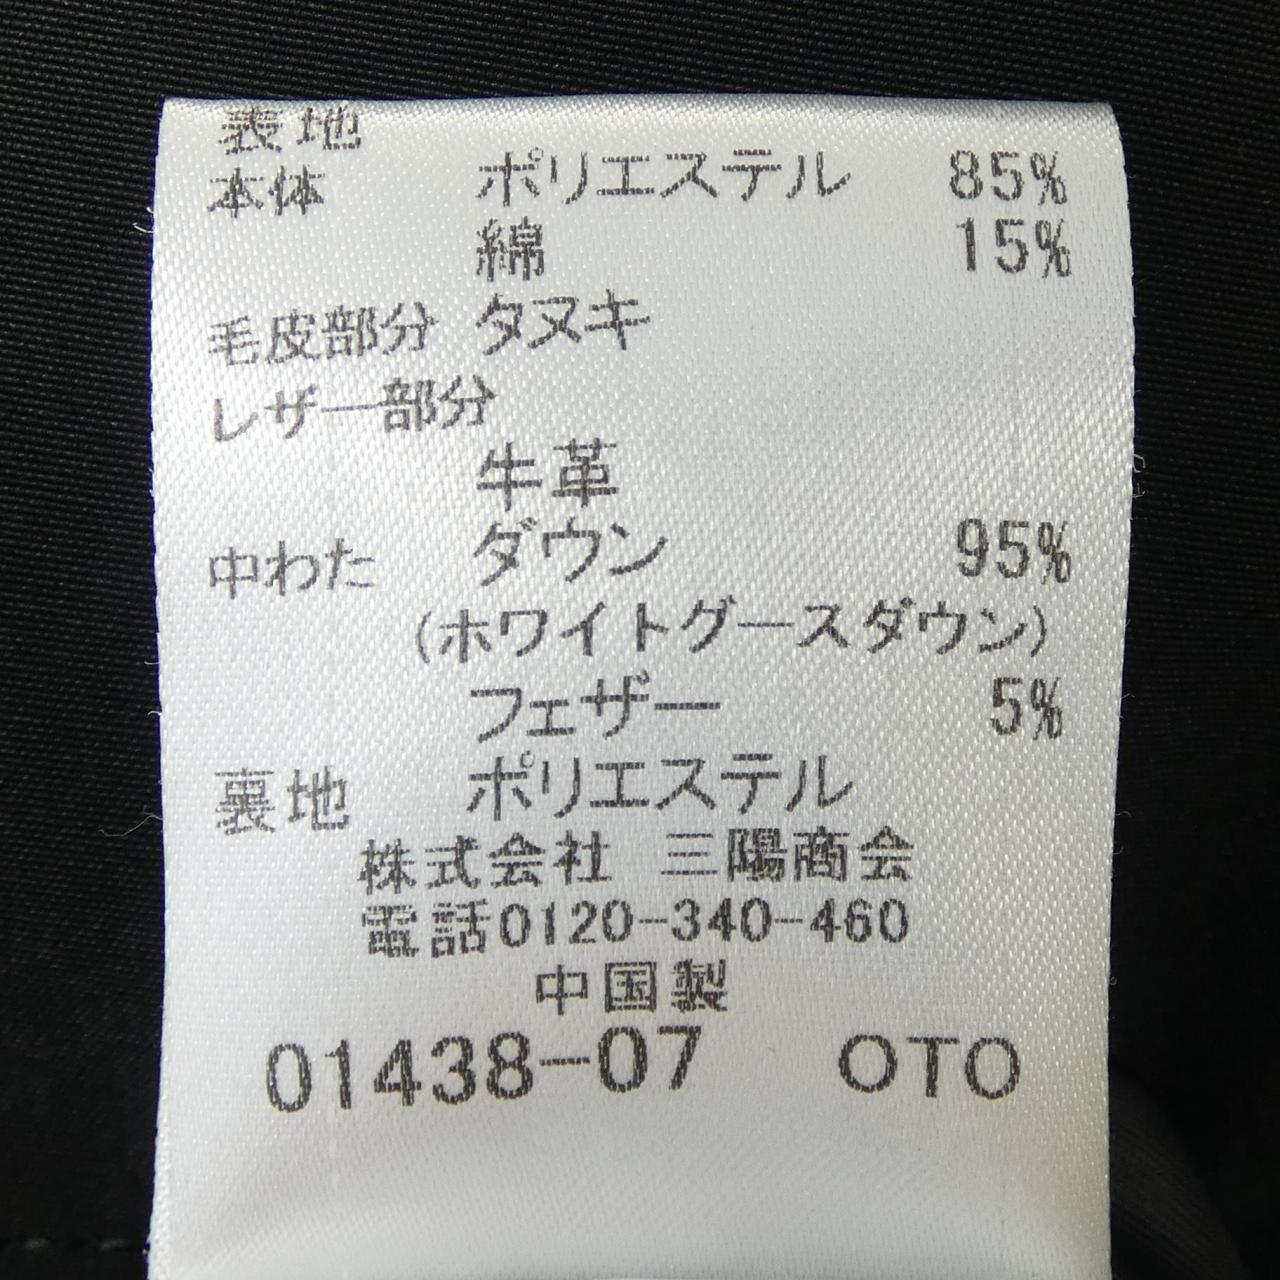 表地
本体 ポリエステル 85%
綿 15%
毛皮部分 タヌキ
レザー部分
牛革
中わた ダウン 95%
(ホワイトグースダウン)
フェザー 5%
裏地 ポリエステル
株式会社 三陽商会
電話0120-340-460
中国製
01438-07 OTO